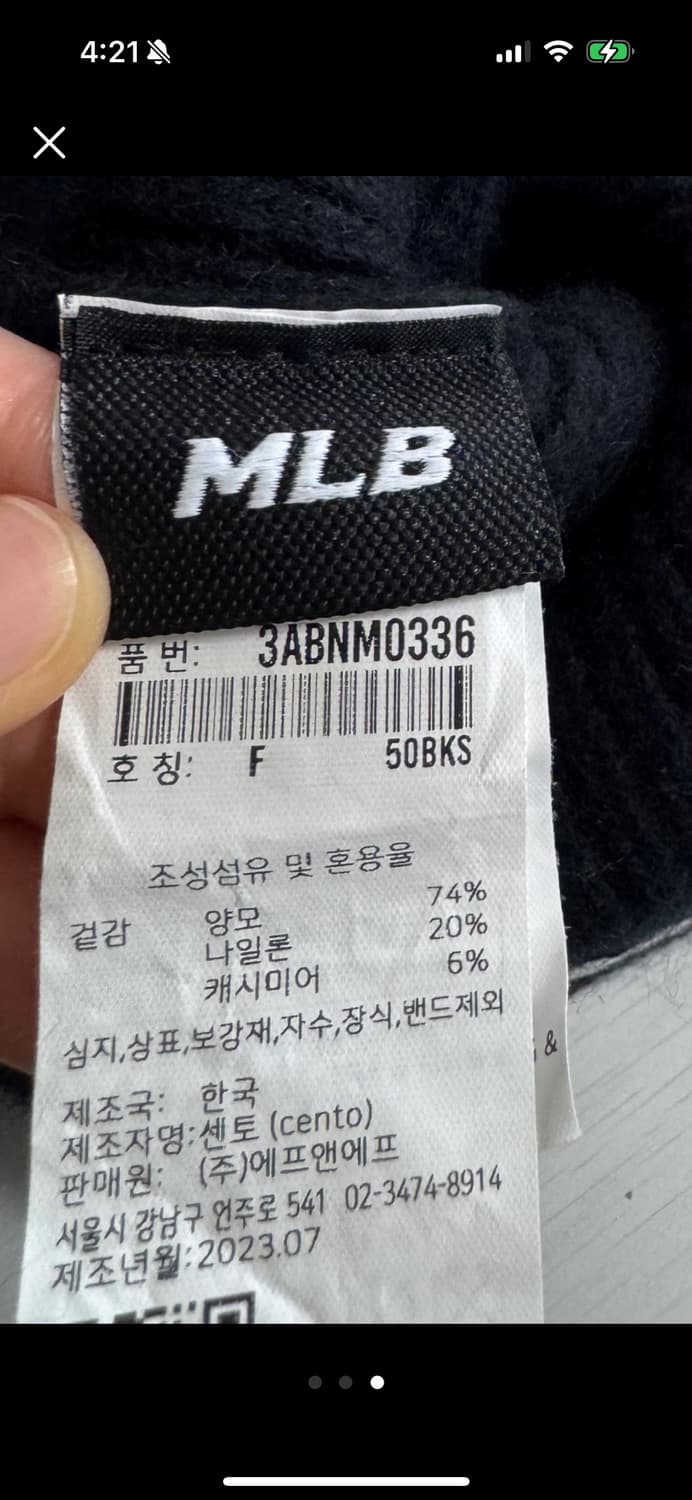 4:21
MLB
품 번: 3ABNM0336
호 칭: F 50BKS
조성섬유 및 혼용율
겉감 양모 74%
나일론 20%
캐시미어 6%
심지,상표,보강재,자수,장식,밴드제외
&
제조국: 한국
제조자명:센토 (cento)
판매원: (주)에프앤에프
서울시 강남구 언주로 541 02-3474-8914
제조년월:2023.07